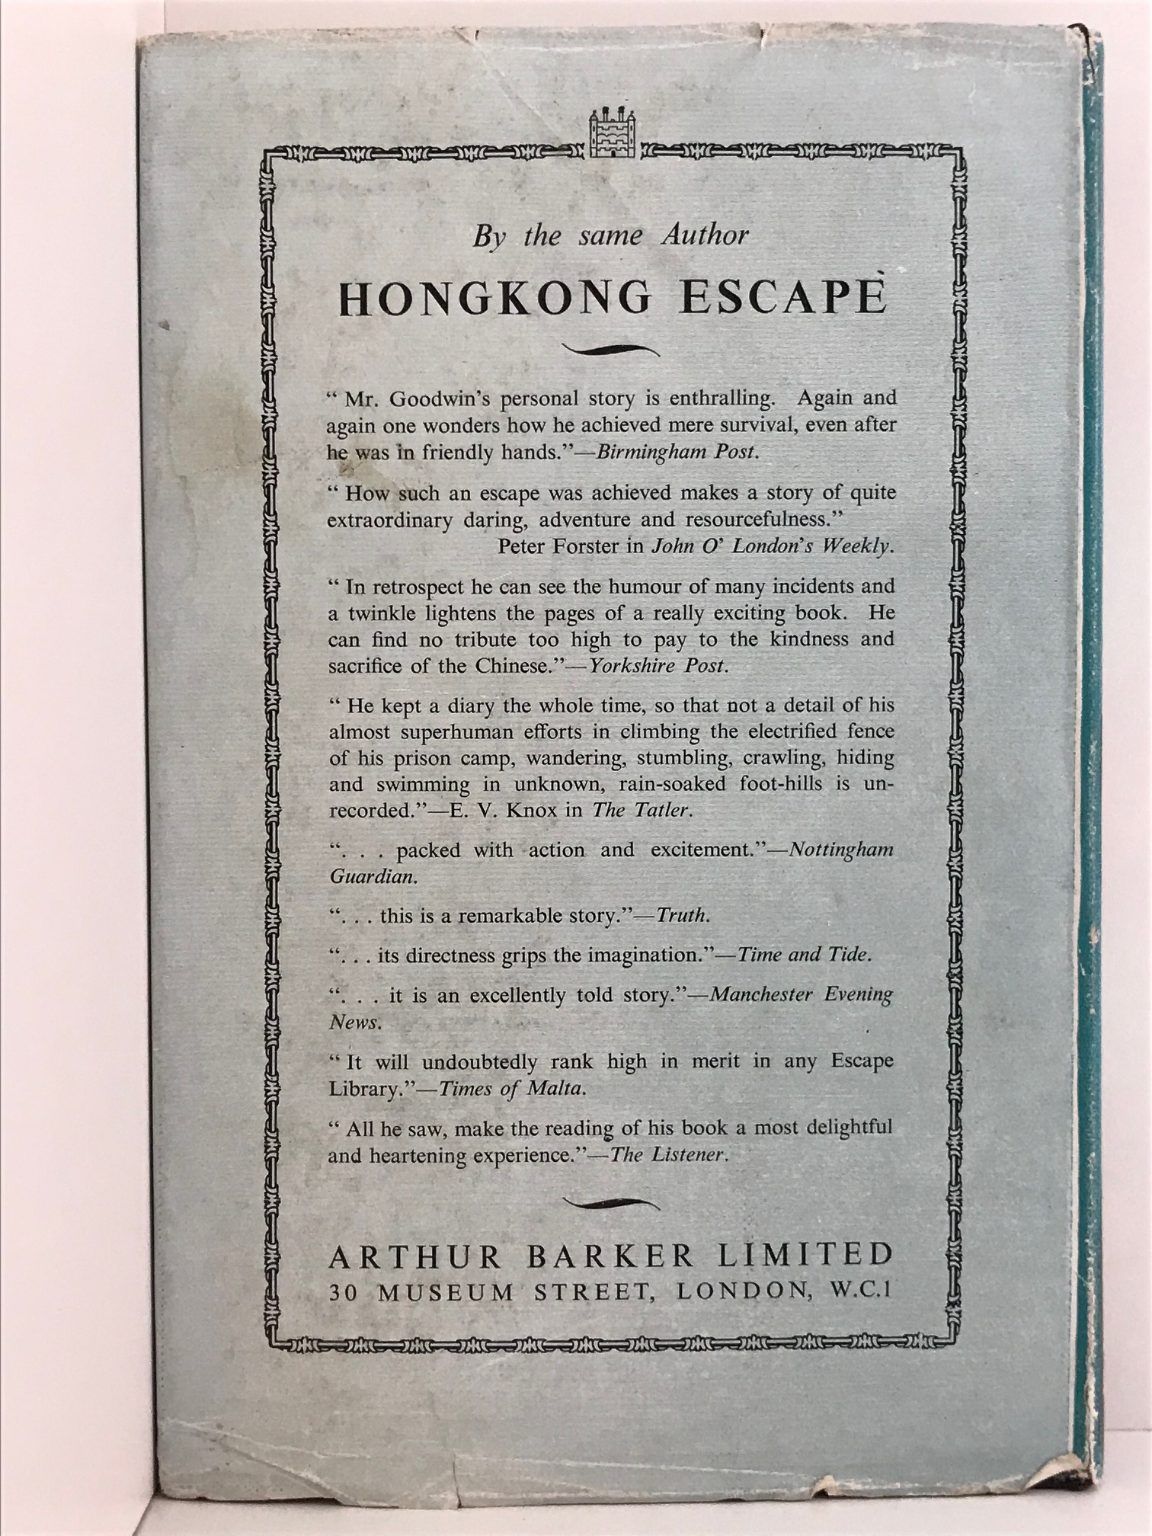 By the same Author
HONGKONG ESCAPE
“ Mr. Goodwin’s personal story is enthralling. Again and
again one wonders how he achieved mere survival, even after
he was in friendly hands.”—Birmingham Post.
“ How such an escape was achieved makes a story of quite
extraordinary daring, adventure and resourcefulness.”
Peter Forster in John O’ London’s Weekly.
“ In retrospect he can see the humour of many incidents and
a twinkle lightens the pages of a really exciting book. He
can find no tribute too high to pay to the kindness and
sacrifice of the Chinese.”—Yorkshire Post.
“ He kept a diary the whole time, so that not a detail of his
almost superhuman efforts in climbing the electrified fence
of his prison camp, wandering, stumbling, crawling, hiding
and swimming in unknown, rain-soaked foot-hills is un-
recorded.”—E. V. Knox in The Tatler.
“. . . packed with action and excitement.”—Nottingham
Guardian.
“. . . this is a remarkable story.”—Truth.
“. . . its directness grips the imagination.”—Time and Tide.
“. . . it is an excellently told story.”—Manchester Evening
News.
“ It will undoubtedly rank high in merit in any Escape
Library.”—Times of Malta.
“ All he saw, make the reading of his book a most delightful
and heartening experience.”—The Listener.
ARTHUR BARKER LIMITED
30 MUSEUM STREET, LONDON, W.C.1